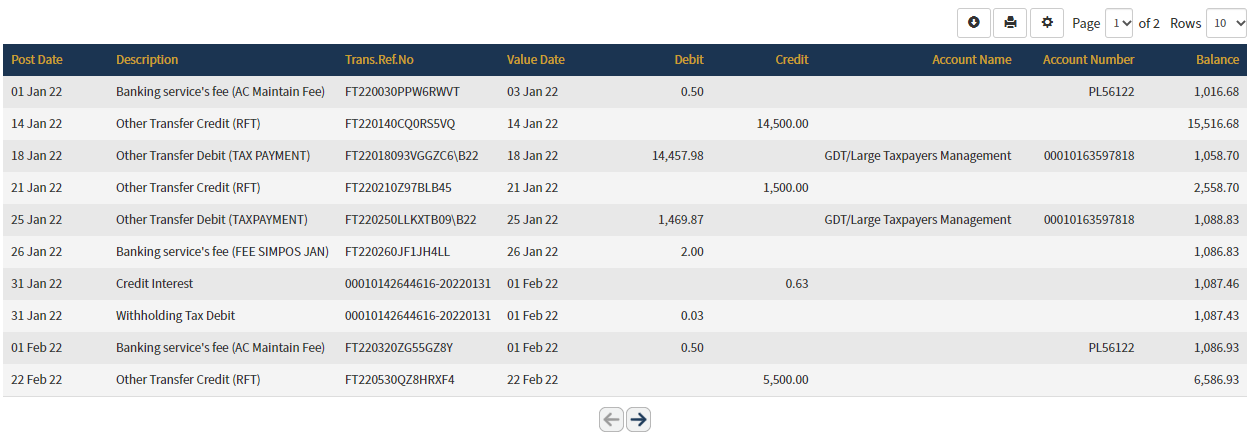 Page 1 of 2 Rows 10
Post Date Description Trans.Ref.No Value Date Debit Credit Account Name Account Number Balance
01 Jan 22 Banking service's fee (AC Maintain Fee) FT220030PPW6RWVT 03 Jan 22 0.50 PL56122 1,016.68
14 Jan 22 Other Transfer Credit (RFT) FT220140CQ0RS5VQ 14 Jan 22 14,500.00 15,516.68
18 Jan 22 Other Transfer Debit (TAX PAYMENT) FT22018093VGGZC6\B22 18 Jan 22 14,457.98 GDT/Large Taxpayers Management 00010163597818 1,058.70
21 Jan 22 Other Transfer Credit (RFT) FT220210Z97BLB45 21 Jan 22 1,500.00 2,558.70
25 Jan 22 Other Transfer Debit (TAXPAYMENT) FT220250LLKXTB09\B22 25 Jan 22 1,469.87 GDT/Large Taxpayers Management 00010163597818 1,088.83
26 Jan 22 Banking service's fee (FEE SIMPOS JAN) FT220260JF1JH4LL 26 Jan 22 2.00 1,086.83
31 Jan 22 Credit Interest 00010142644616-20220131 01 Feb 22 0.63 1,087.46
31 Jan 22 Withholding Tax Debit 00010142644616-20220131 01 Feb 22 0.03 1,087.43
01 Feb 22 Banking service's fee (AC Maintain Fee) FT220320ZG55GZ8Y 01 Feb 22 0.50 PL56122 1,086.93
22 Feb 22 Other Transfer Credit (RFT) FT220530QZ8HRXF4 22 Feb 22 5,500.00 6,586.93